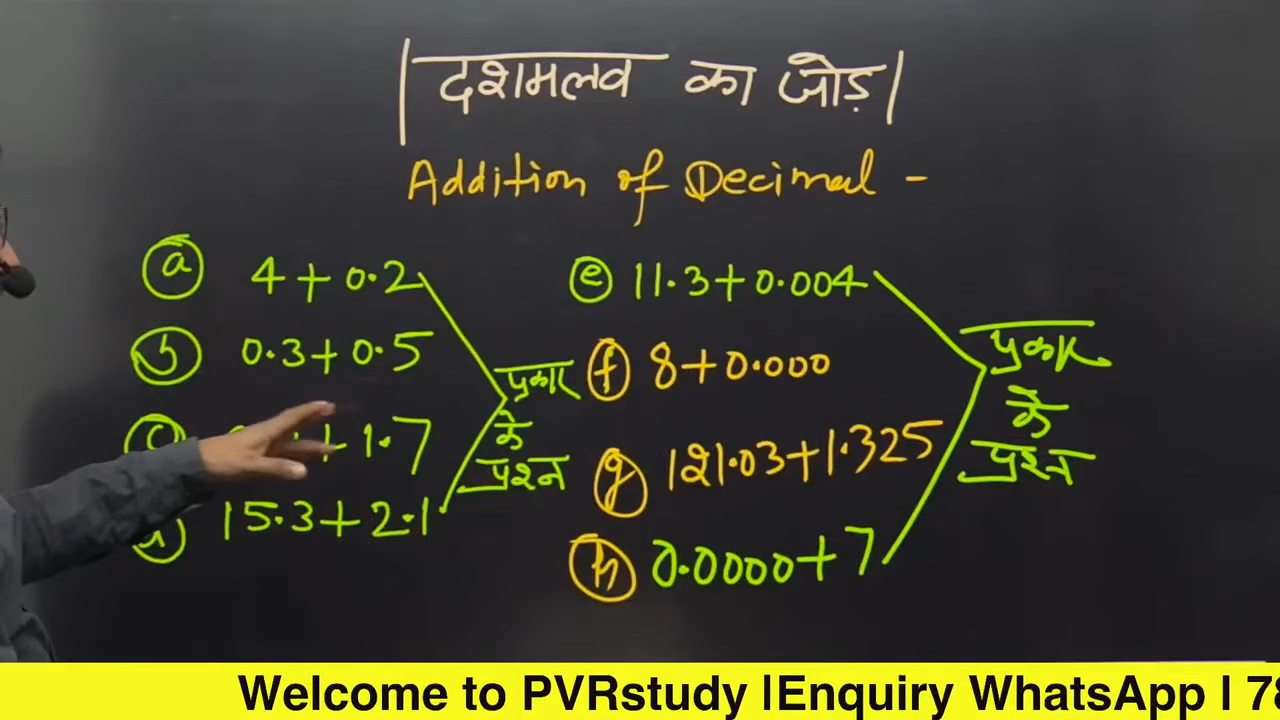 दशमलव का जोड़
Addition of Decimal -
a 4+0.2
b 0.3+0.5
c +1.7
15.3+2.1
प्रकार
के
प्रश्न
e 11.3+0.004
f 8+0.000
g 121.03+1.325
h 0.0000+7
प्रकार
के
प्रश्न
Welcome to PVRstudy |Enquiry WhatsApp | 78